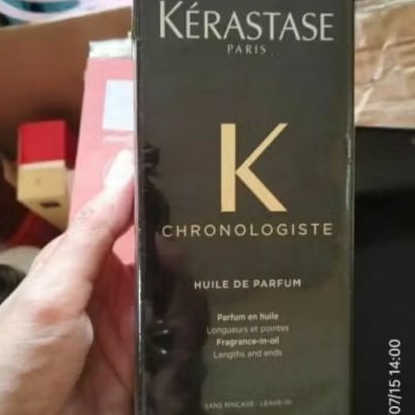 KÉRASTASE
PARIS
K
CHRONOLOGISTE
HUILE DE PARFUM
Parfum en huile
Longueurs et pointes
Fragrance-in-oil
Lengths and ends
SANS RINÇAGE - LEAVE-IN
07/15 14:00